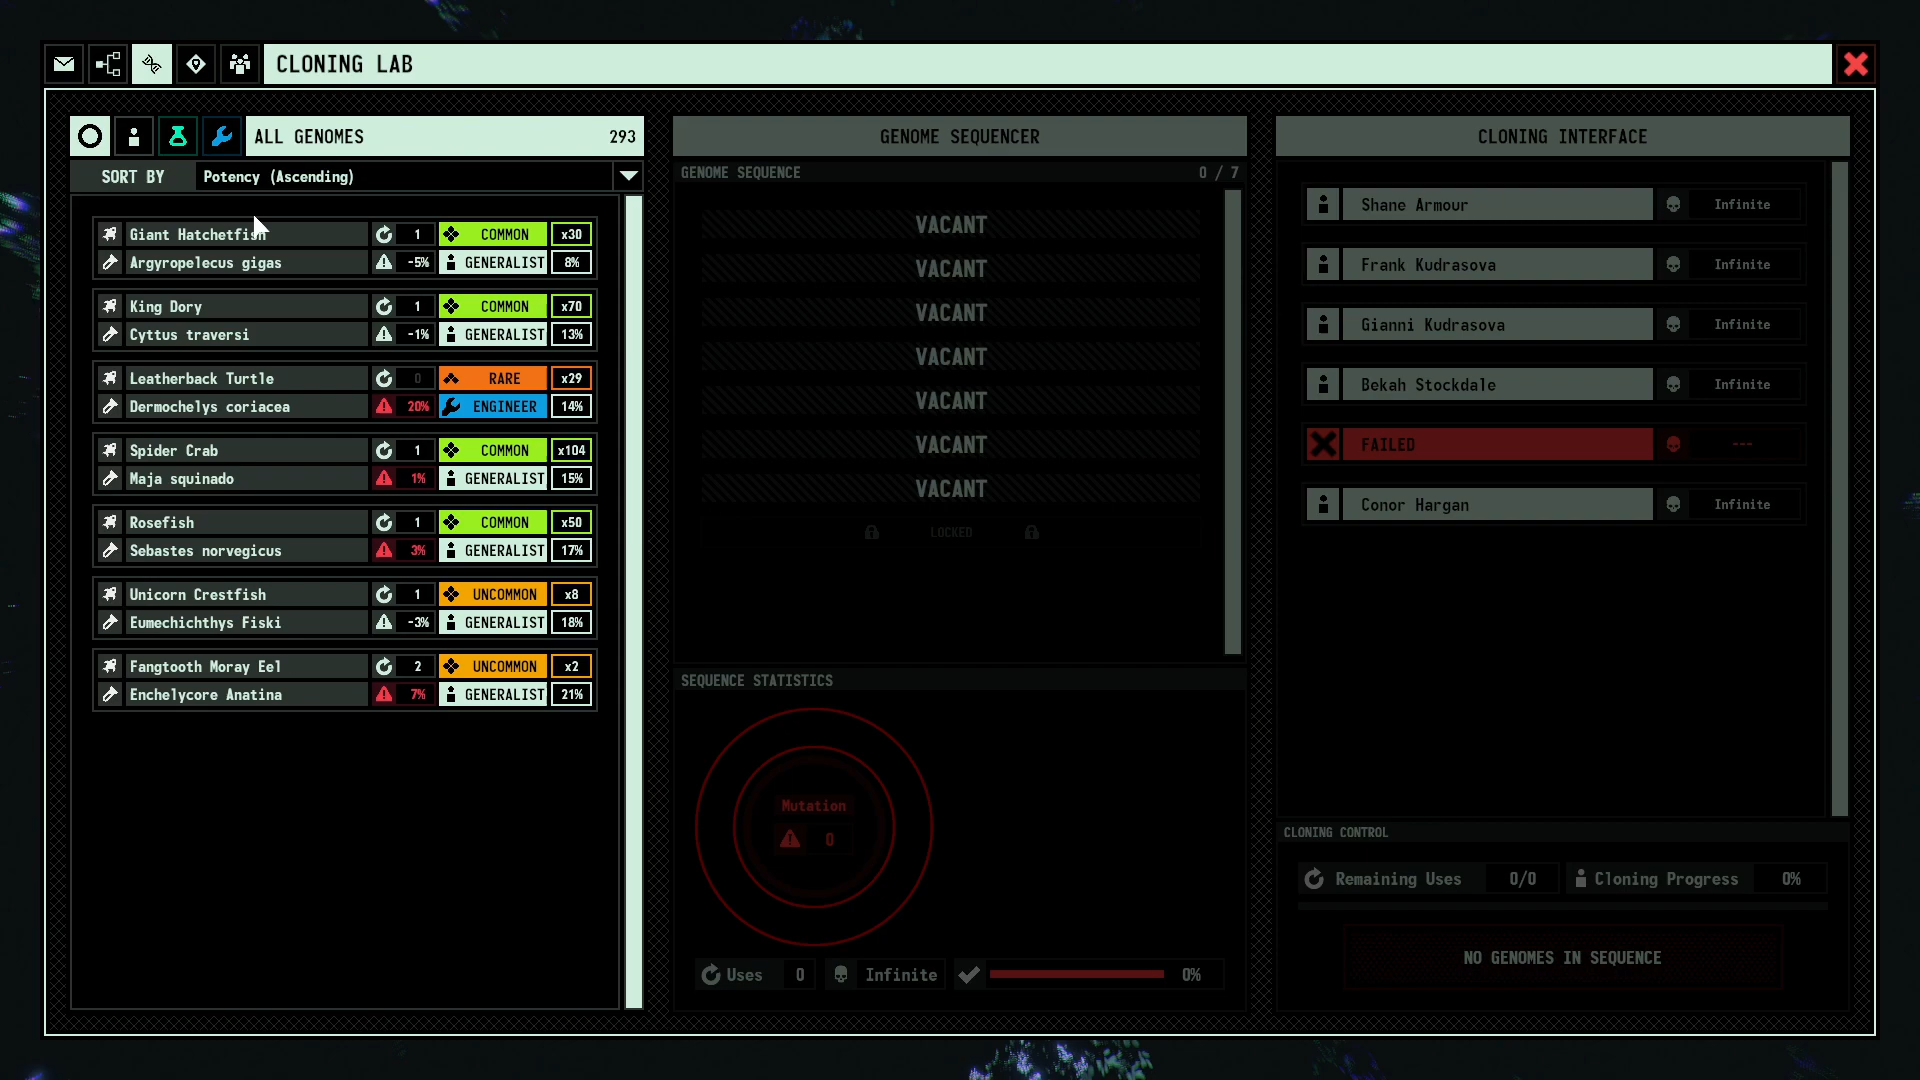 CLONING LAB
ALL GENOMES 293
SORT BY Potency (Ascending)
Giant Hatchetfish 1 COMMON x30
Argyropelecus gigas -5% GENERALIST 8%
King Dory 1 COMMON x70
Cyttus traversi -1% GENERALIST 13%
Leatherback Turtle 0 RARE x29
Dermochelys coriacea 20% ENGINEER 14%
Spider Crab 1 COMMON x104
Maja squinado 1% GENERALIST 15%
Rosefish 1 COMMON x50
Sebastes norvegicus 3% GENERALIST 17%
Unicorn Crestfish 1 UNCOMMON x8
Eumechichthys Fiski -3% GENERALIST 18%
Fangtooth Moray Eel 2 UNCOMMON x2
Enchelycore Anatina 7% GENERALIST 21%
GENOME SEQUENCER
GENOME SEQUENCE 0 / 7
VACANT
VACANT
VACANT
VACANT
VACANT
VACANT
VACANT
LOCKED
SEQUENCE STATISTICS
Mutation
0
Uses 0 Infinite 0%
CLONING INTERFACE
Shane Armour Infinite
Frank Kudrasova Infinite
Gianni Kudrasova Infinite
Bekah Stockdale Infinite
FAILED ---
Conor Hargan Infinite
CLONING CONTROL
Remaining Uses 0/0 Cloning Progress 0%
NO GENOMES IN SEQUENCE